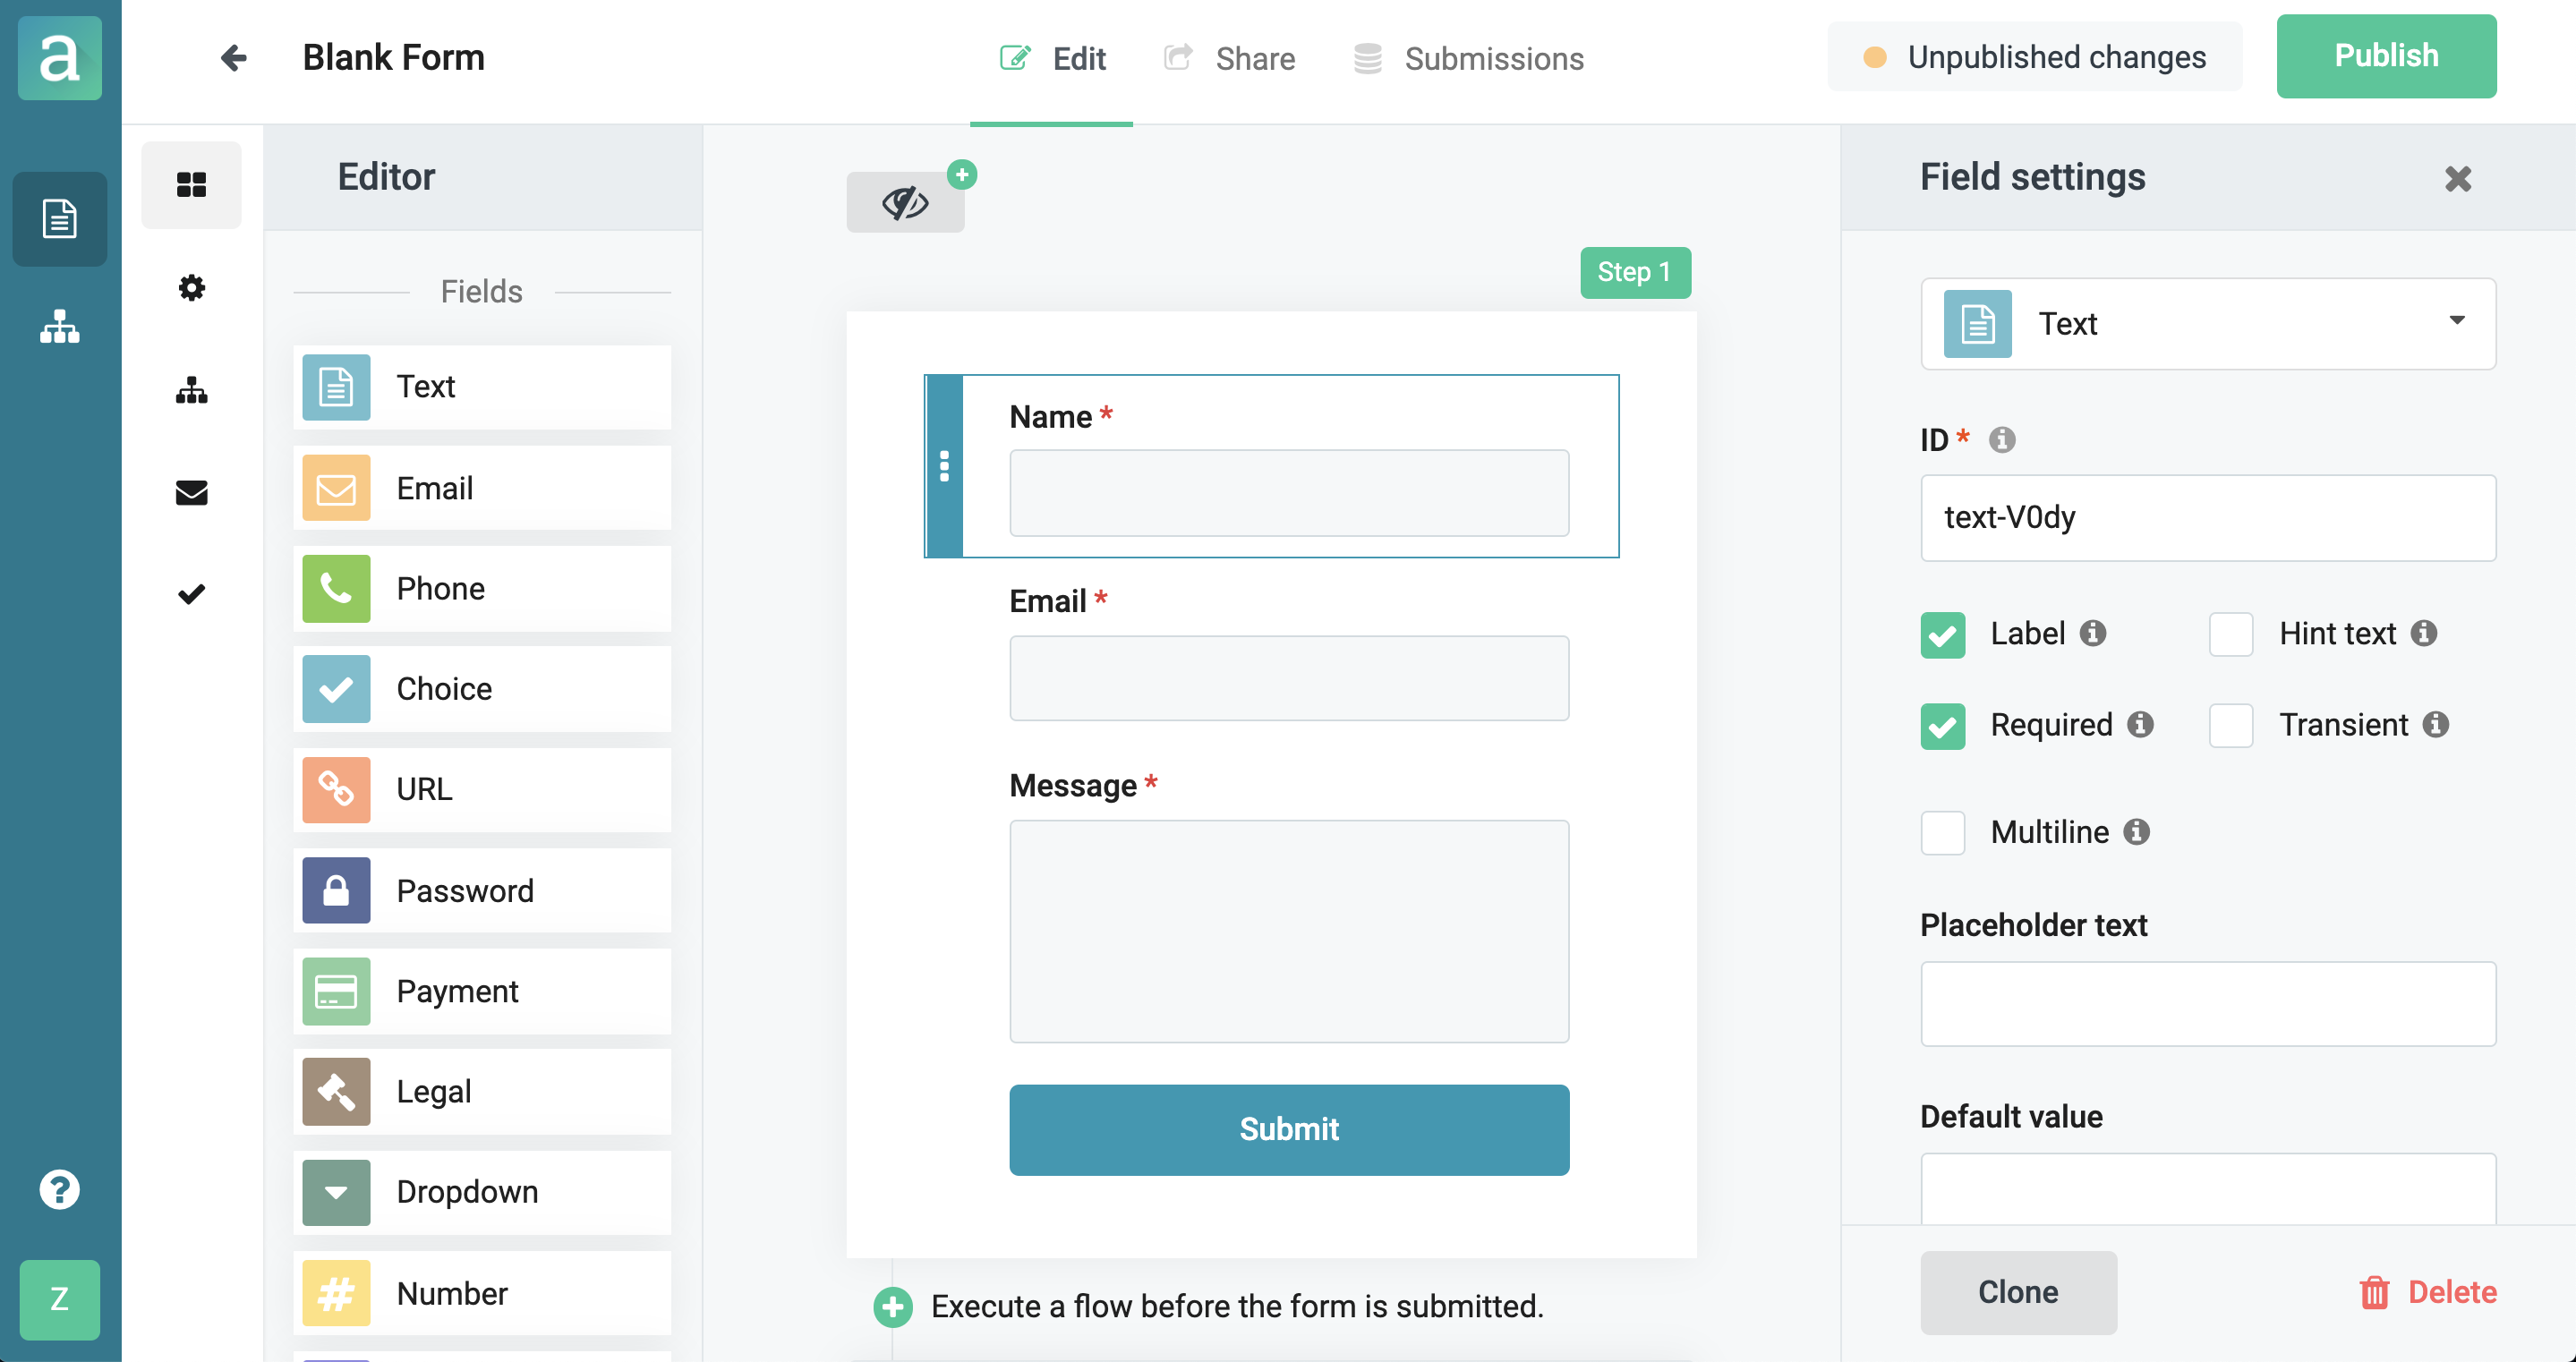 a
Blank Form
Edit
Share
Submissions
Unpublished changes
Publish
Editor
Fields
Text
Email
Phone
Choice
URL
Password
Payment
Legal
Dropdown
Number
Step 1
Name *
Email *
Message *
Submit
Execute a flow before the form is submitted.
Field settings
Text
ID *
text-V0dy
Label
Hint text
Required
Transient
Multiline
Placeholder text
Default value
Clone
Delete
Z